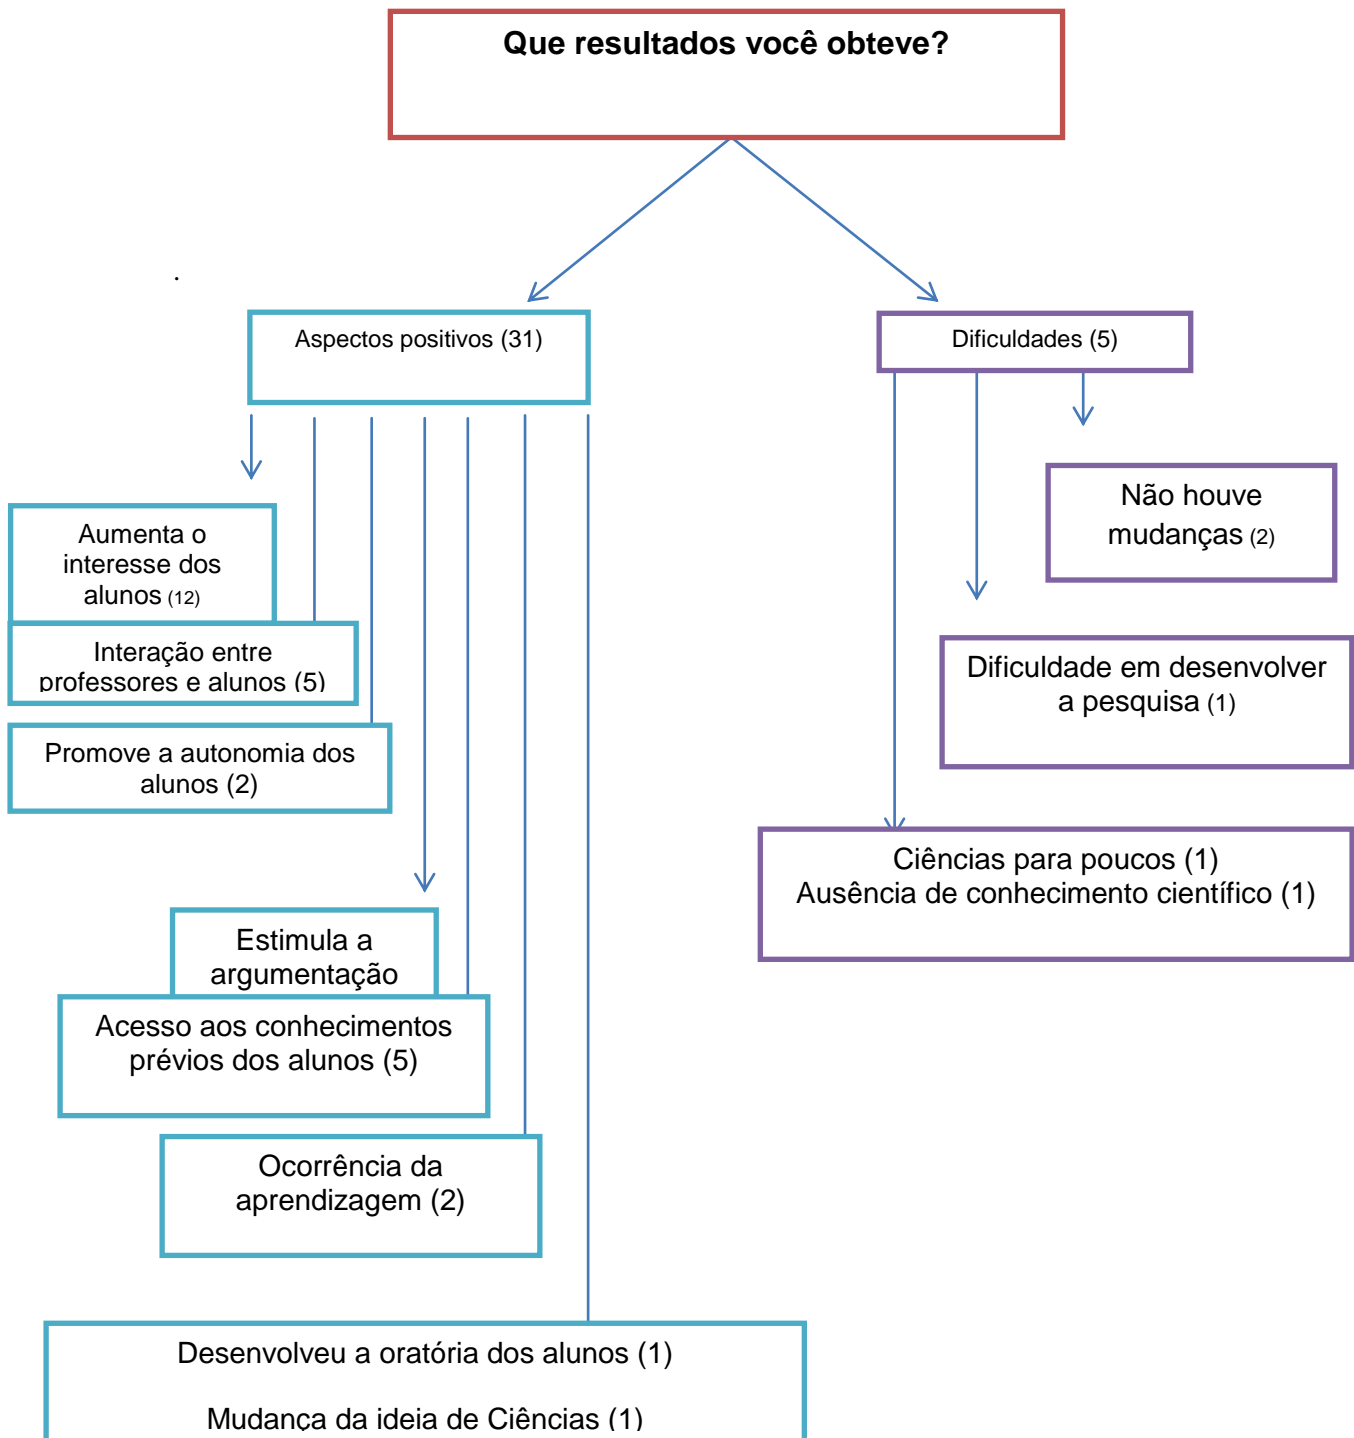 Que resultados você obteve?
.
Aspectos positivos (31)
Dificuldades (5)
Aumenta o
interesse dos
alunos (12)
Interação entre
professores e alunos (5)
Promove a autonomia dos
alunos (2)
Estimula a
argumentação
Acesso aos conhecimentos
prévios dos alunos (5)
Ocorrência da
aprendizagem (2)
Desenvolveu a oratória dos alunos (1)
Mudança da ideia de Ciências (1)
Não houve
mudanças (2)
Dificuldade em desenvolver
a pesquisa (1)
Ciências para poucos (1)
Ausência de conhecimento científico (1)